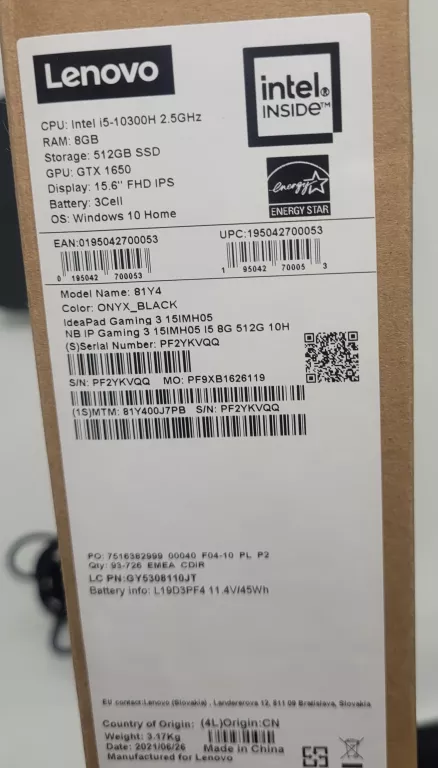 Lenovo
intel®
INSIDE™
CPU: Intel i5-10300H 2.5GHz
RAM: 8GB
Storage: 512GB SSD
GPU: GTX 1650
Display: 15.6" FHD IPS
Battery: 3Cell
OS: Windows 10 Home
energy
ENERGY STAR
EAN:0195042700053
UPC:195042700053
0 195042 700053
1 95042 70005 3
Model Name: 81Y4
Color: ONYX_BLACK
IdeaPad Gaming 3 15IMH05
NB IP Gaming 3 15IMH05 I5 8G 512G 10H
(S)Serial Number: PF2YKVQQ
S/N: PF2YKVQQ MO: PF9XB1626119
(1S)MTM: 81Y400J7PB S/N: PF2YKVQQ
PO: 7516382999 00040 F04-10 PL P2
Qty: 93-726 EMEA CDIR
LC PN:GY5308110JT
Battery info: L19D3PF4 11.4V/45Wh
EU contact:Lenovo (Slovakia) , Landererova 12, 811 09 Bratislava, Slovakia
Country of Origin: (4L)Origin:CN
Weight: 3.17Kg
Date: 2021/06/26 Made in China
Manufactured for Lenovo